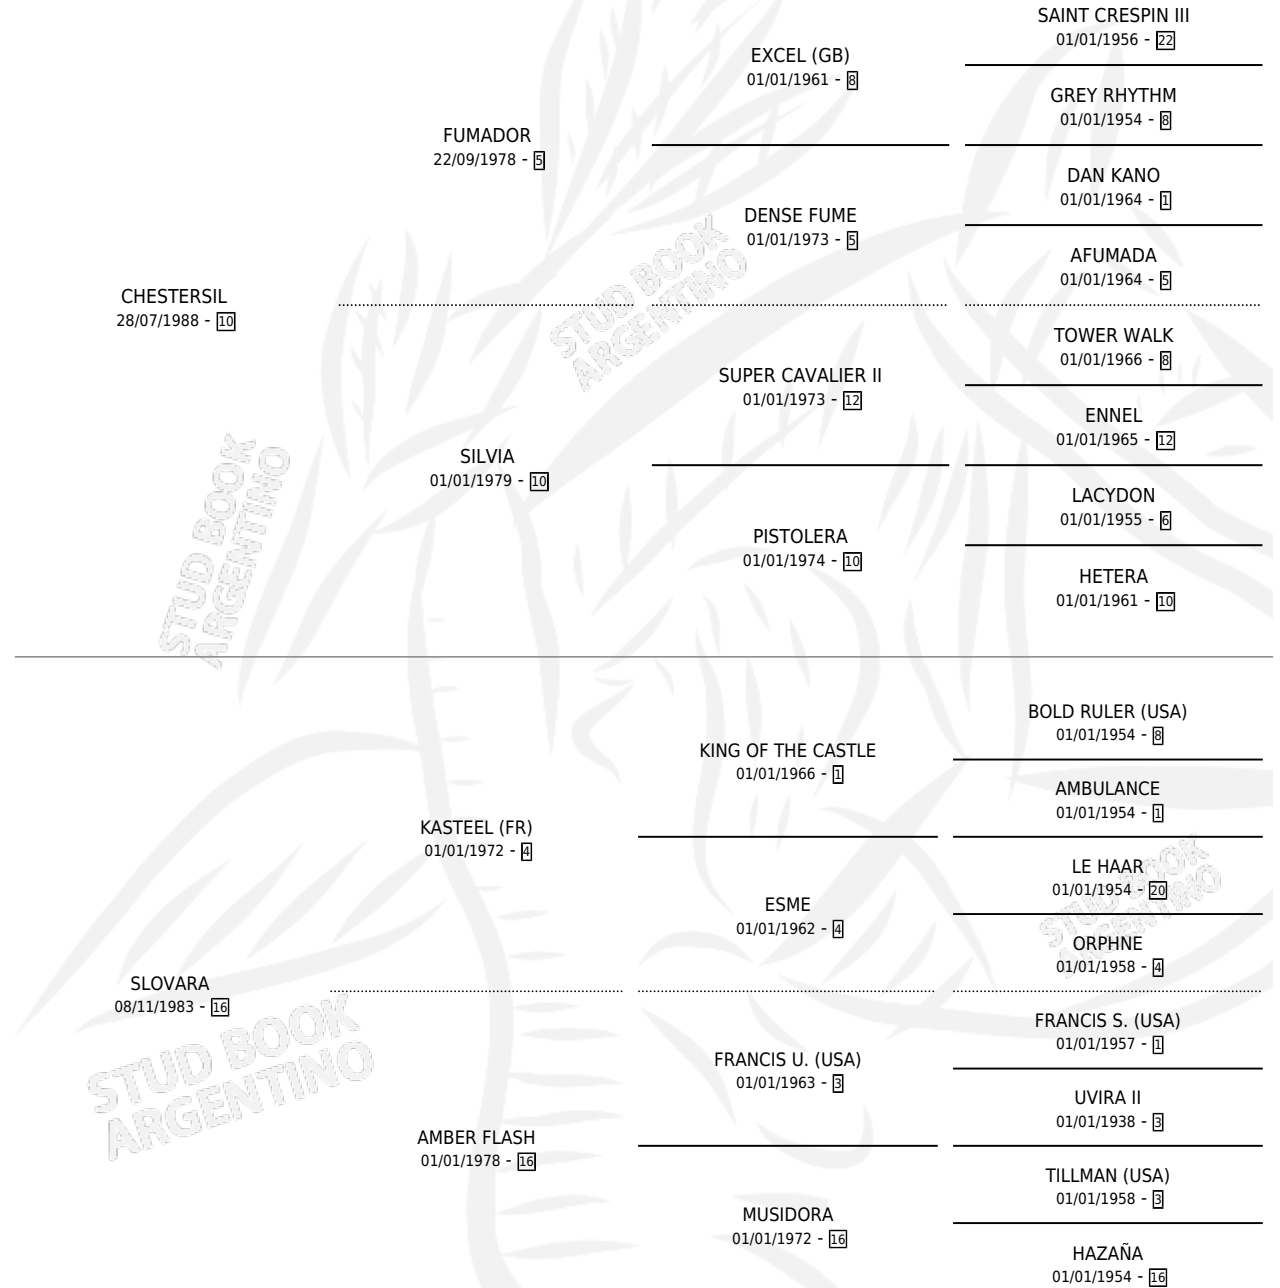 SAINT CRESPIN III
01/01/1956 - 22
EXCEL (GB)
01/01/1961 - 8
GREY RHYTHM
01/01/1954 - 8
FUMADOR
22/09/1978 - 5
DAN KANO
01/01/1964 - 1
DENSE FUME
01/01/1973 - 5
AFUMADA
01/01/1964 - 5
CHESTERSIL
28/07/1988 - 10
TOWER WALK
01/01/1966 - 8
SUPER CAVALIER II
01/01/1973 - 12
ENNEL
01/01/1965 - 12
SILVIA
01/01/1979 - 10
LACYDON
01/01/1955 - 6
PISTOLERA
01/01/1974 - 10
HETERA
01/01/1961 - 10
BOLD RULER (USA)
01/01/1954 - 8
KING OF THE CASTLE
01/01/1966 - 1
AMBULANCE
01/01/1954 - 1
KASTEEL (FR)
01/01/1972 - 4
LE HAAR
01/01/1954 - 20
ESME
01/01/1962 - 4
ORPHNE
01/01/1958 - 4
SLOVARA
08/11/1983 - 16
FRANCIS S. (USA)
01/01/1957 - 1
FRANCIS U. (USA)
01/01/1963 - 3
UVIRA II
01/01/1938 - 3
AMBER FLASH
01/01/1978 - 16
TILLMAN (USA)
01/01/1958 - 3
MUSIDORA
01/01/1972 - 16
HAZAÑA
01/01/1954 - 16
STUD BOOK
ARGENTINO
STUD BOOK
ARGENTINO
STUD BOOK
ARGENTINO
STUD BOOK
ARGENTINO